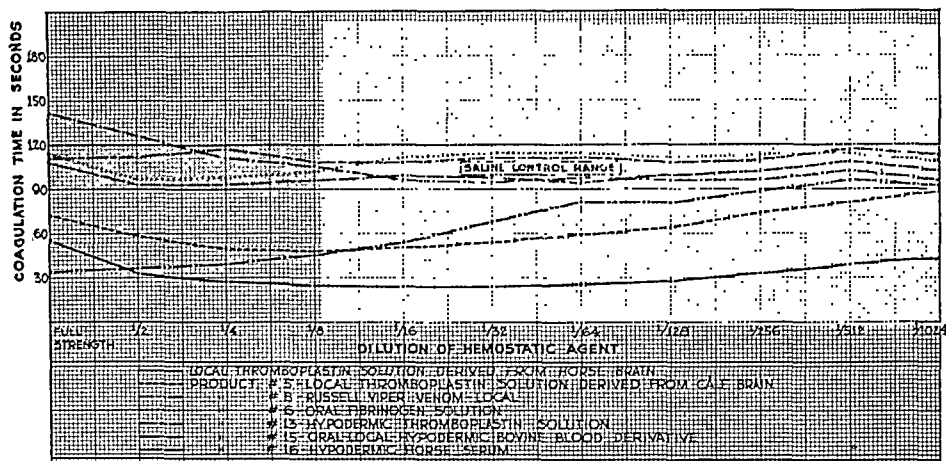 COAGULATION TIME IN SECONDS
180
150
120
90
60
30
[SALINE CONTROL RANGE]
FULL STRENGTH 1/2 1/4 1/8 1/16 1/32 1/64 1/128 1/256 1/512 1/1024
DILUTION OF HEMOSTATIC AGENT
LOCAL THROMBOPLASTIN SOLUTION DERIVED FROM HORSE BRAIN
PRODUCT # 5 - LOCAL THROMBOPLASTIN SOLUTION DERIVED FROM CALF BRAIN
# 8 - RUSSELL VIPER VENOM - LOCAL
# 6 - ORAL FIBRINOGEN SOLUTION
# 13 - HYPODERMIC THROMBOPLASTIN SOLUTION
# 15 - ORAL-LOCAL-HYPODERMIC BOVINE BLOOD DERIVATIVE
# 16 - HYPODERMIC HORSE SERUM